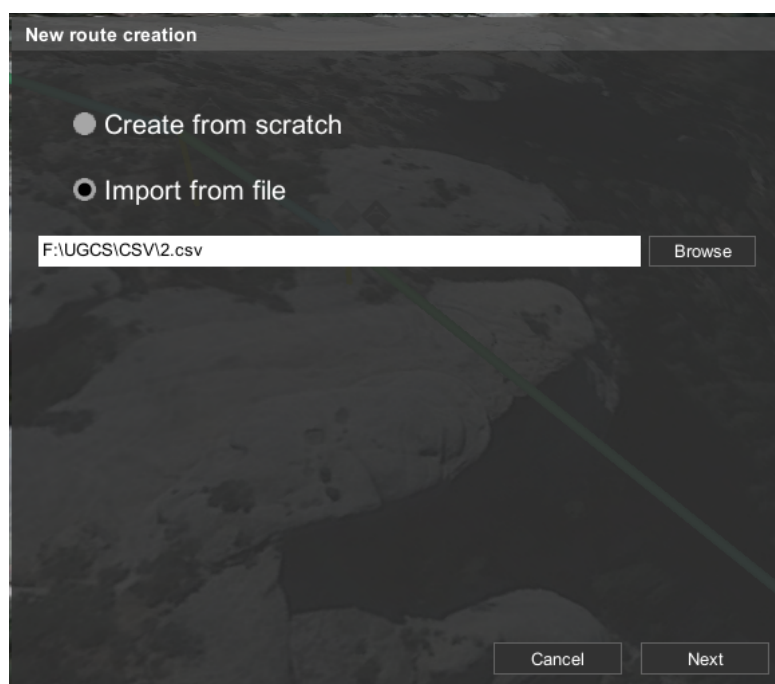 New route creation
Create from scratch
Import from file
F:\UGCS\CSV\2.csv
Browse
Cancel
Next